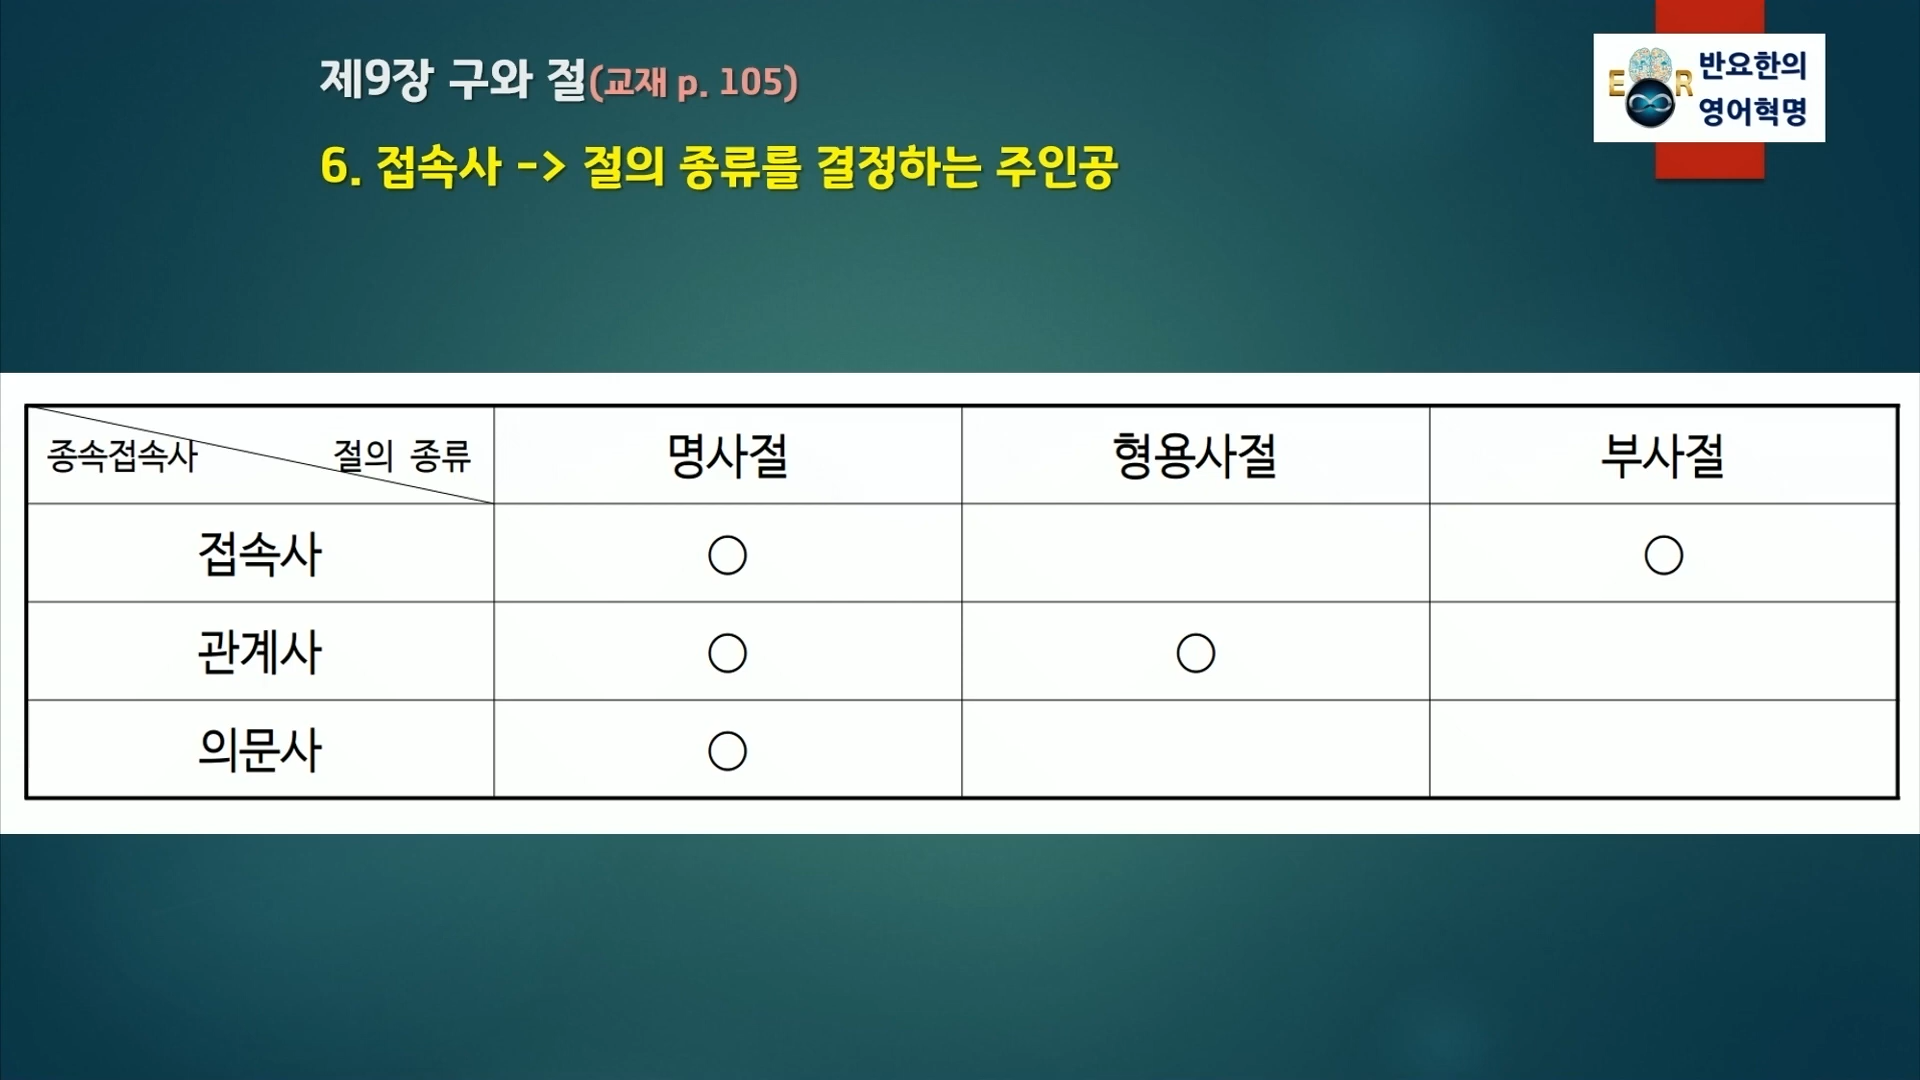 제9장 구와 절(교재 p. 105)
6. 접속사 -> 절의 종류를 결정하는 주인공
E R 반요한의
영어혁명
종속접속사 절의 종류 명사절 형용사절 부사절
접속사 ○ ○
관계사 ○ ○
의문사 ○